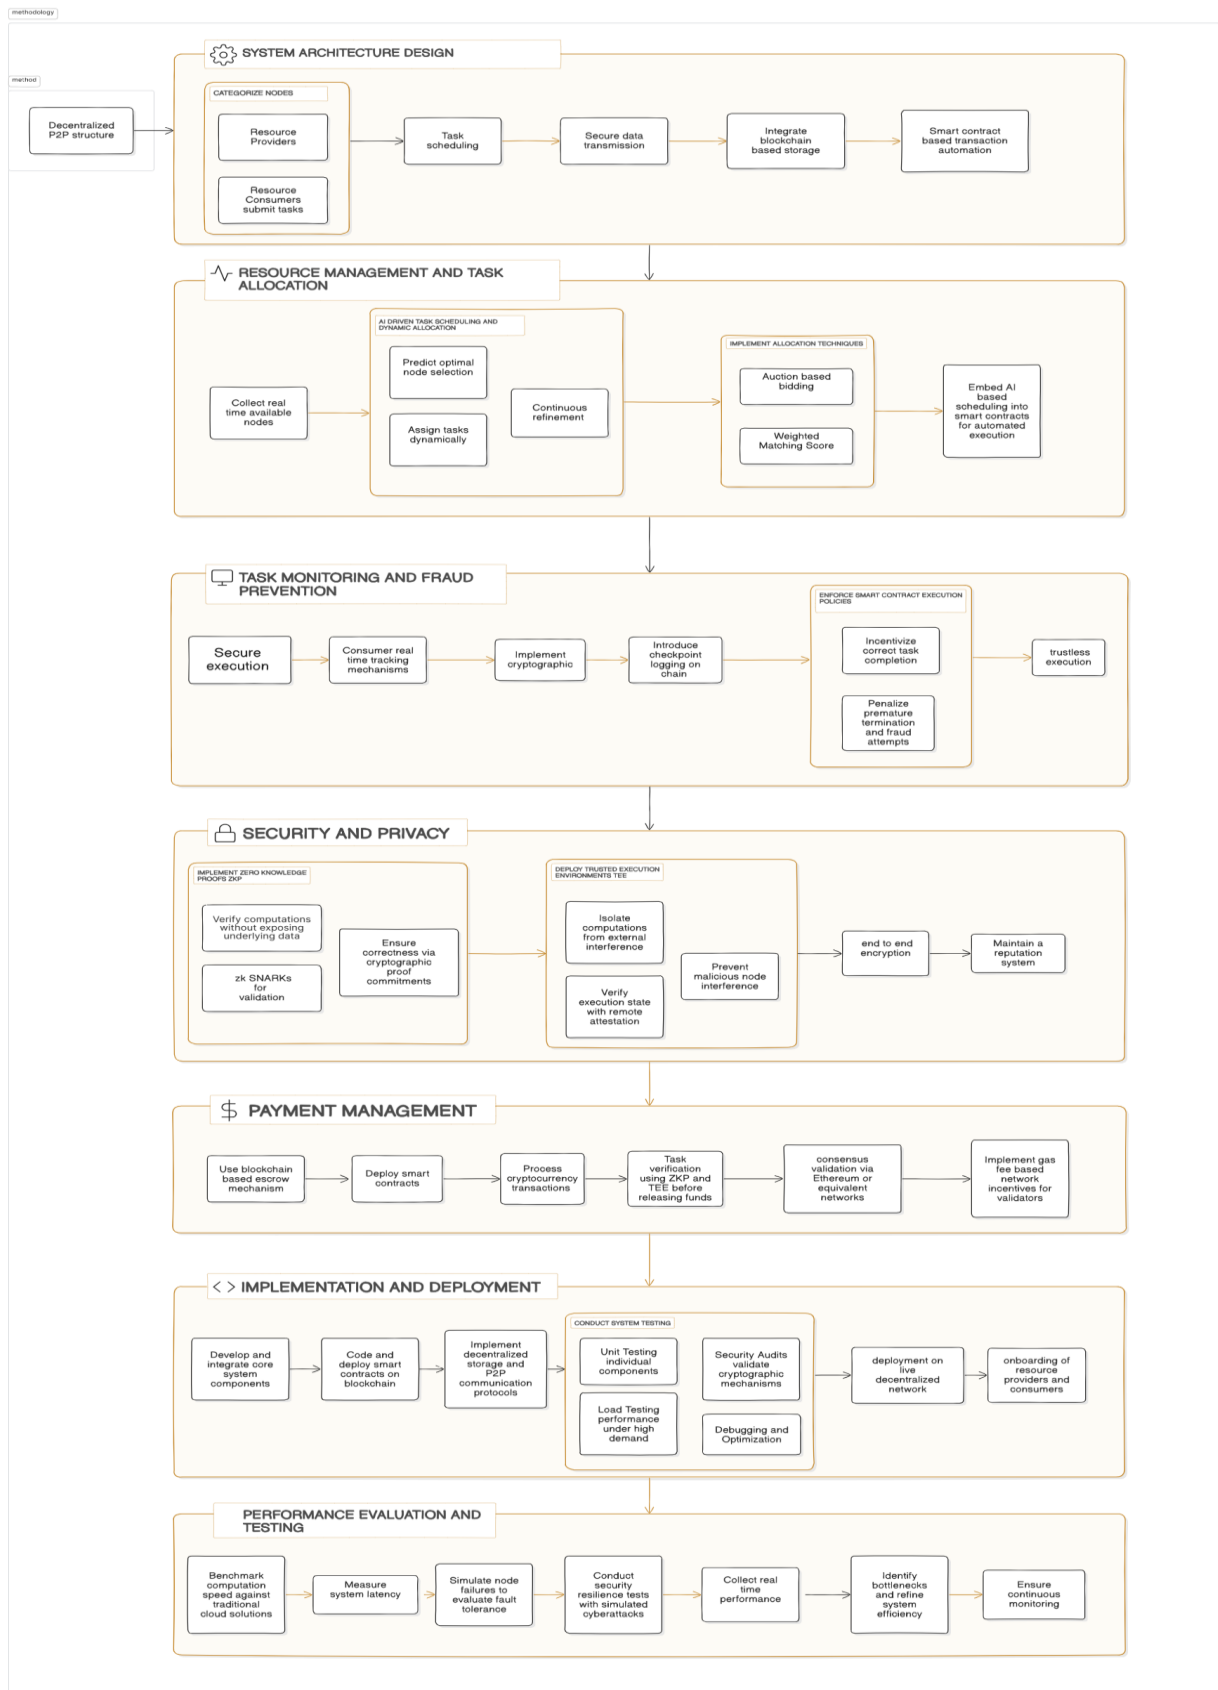 methodology
method
Decentralized
P2P structure
SYSTEM ARCHITECTURE DESIGN
CATEGORIZE NODES
Resource
Providers
Resource
Consumers
submit tasks
Task
scheduling
Secure data
transmission
Integrate
blockchain
based storage
Smart contract
based transaction
automation
RESOURCE MANAGEMENT AND TASK
ALLOCATION
Collect real
time available
nodes
AI DRIVEN TASK SCHEDULING AND
DYNAMIC ALLOCATION
Predict optimal
node selection
Assign tasks
dynamically
Continuous
refinement
IMPLEMENT ALLOCATION TECHNIQUES
Auction based
bidding
Weighted
Matching Score
Embed AI
based
scheduling into
smart contracts
for automated
execution
TASK MONITORING AND FRAUD
PREVENTION
Secure
execution
Consumer real
time tracking
mechanisms
Implement
cryptographic
Introduce
checkpoint
logging on
chain
ENFORCE SMART CONTRACT EXECUTION
POLICIES
Incentivize
correct task
completion
Penalize
premature
termination
and fraud
attempts
trustless
execution
SECURITY AND PRIVACY
IMPLEMENT ZERO KNOWLEDGE
PROOFS ZKP
Verify computations
without exposing
underlying data
zk SNARKs
for
validation
Ensure
correctness via
cryptographic
proof
commitments
DEPLOY TRUSTED EXECUTION
ENVIRONMENTS TEE
Isolate
computations
from external
interference
Verify
execution state
with remote
attestation
Prevent
malicious node
interference
end to end
encryption
Maintain a
reputation
system
$ PAYMENT MANAGEMENT
Use blockchain
based escrow
mechanism
Deploy smart
contracts
Process
cryptocurrency
transactions
Task
verification
using ZKP and
TEE before
releasing funds
consensus
validation via
Ethereum or
equivalent
networks
Implement gas
fee based
network
incentives for
validators
<> IMPLEMENTATION AND DEPLOYMENT
Develop and
integrate core
system
components
Code and
deploy smart
contracts on
blockchain
Implement
decentralized
storage and
P2P
communication
protocols
CONDUCT SYSTEM TESTING
Unit Testing
individual
components
Load Testing
performance
under high
demand
Security Audits
validate
cryptographic
mechanisms
Debugging and
Optimization
deployment on
live
decentralized
network
onboarding of
resource
providers and
consumers
PERFORMANCE EVALUATION AND
TESTING
Benchmark
computation
speed against
traditional
cloud solutions
Measure
system latency
Simulate node
failures to
evaluate fault
tolerance
Conduct
security
resilience tests
with simulated
cyberattacks
Collect real
time
performance
Identify
bottlenecks
and refine
system
efficiency
Ensure
continuous
monitoring